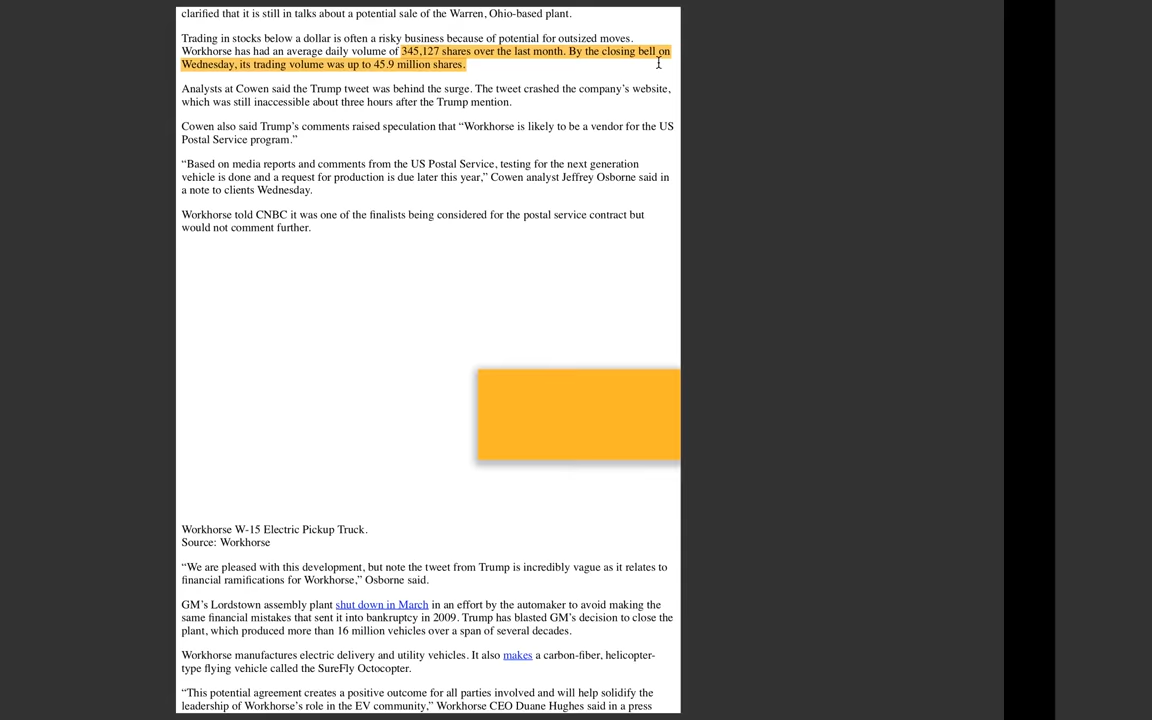 clarified that it is still in talks about a potential sale of the Warren, Ohio-based plant.
Trading in stocks below a dollar is often a risky business because of potential for outsized moves.
Workhorse has had an average daily volume of 345,127 shares over the last month. By the closing bell on
Wednesday, its trading volume was up to 45.9 million shares.
Analysts at Cowen said the Trump tweet was behind the surge. The tweet crashed the company’s website,
which was still inaccessible about three hours after the Trump mention.
Cowen also said Trump’s comments raised speculation that “Workhorse is likely to be a vendor for the US
Postal Service program.”
“Based on media reports and comments from the US Postal Service, testing for the next generation
vehicle is done and a request for production is due later this year,” Cowen analyst Jeffrey Osborne said in
a note to clients Wednesday.
Workhorse told CNBC it was one of the finalists being considered for the postal service contract but
would not comment further.
Workhorse W-15 Electric Pickup Truck.
Source: Workhorse
“We are pleased with this development, but note the tweet from Trump is incredibly vague as it relates to
financial ramifications for Workhorse,” Osborne said.
GM’s Lordstown assembly plant shut down in March in an effort by the automaker to avoid making the
same financial mistakes that sent it into bankruptcy in 2009. Trump has blasted GM’s decision to close the
plant, which produced more than 16 million vehicles over a span of several decades.
Workhorse manufactures electric delivery and utility vehicles. It also makes a carbon-fiber, helicopter-
type flying vehicle called the SureFly Octocopter.
“This potential agreement creates a positive outcome for all parties involved and will help solidify the
leadership of Workhorse’s role in the EV community,” Workhorse CEO Duane Hughes said in a press